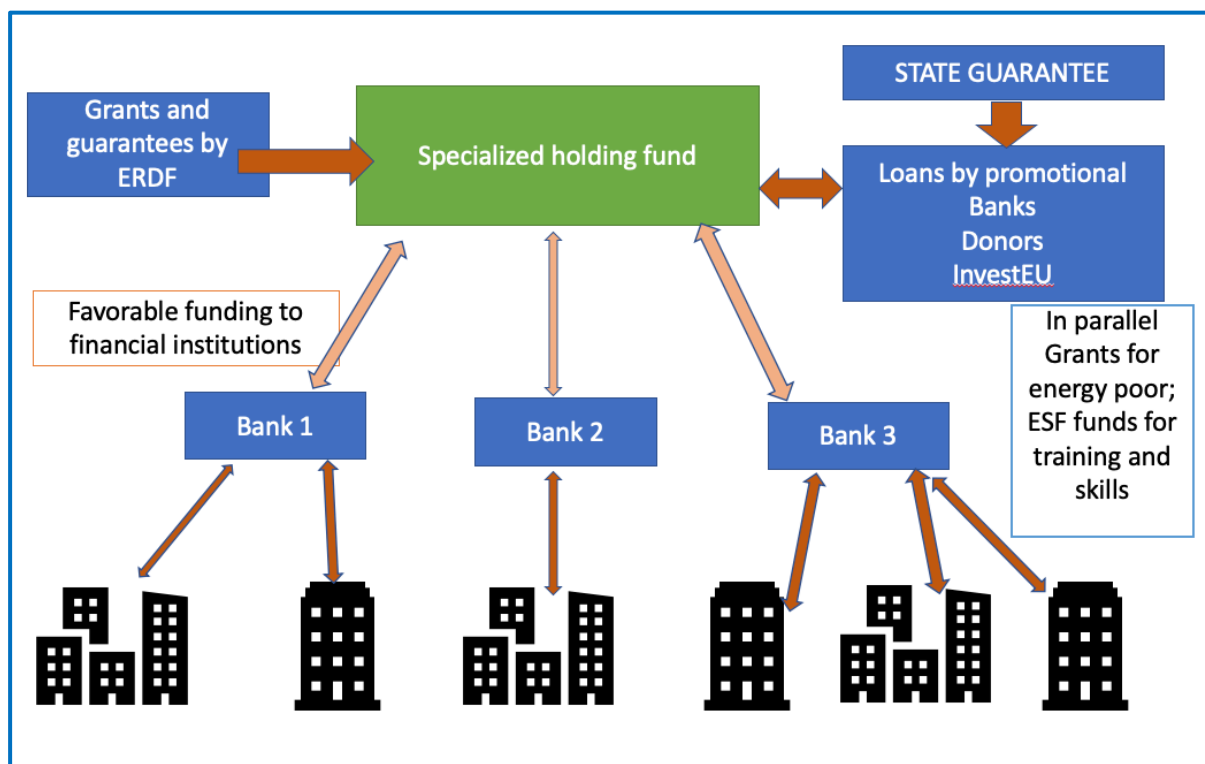 Grants and
guarantees by
ERDF
Specialized holding fund
STATE GUARANTEE
Loans by promotional
Banks
Donors
InvestEU
Favorable funding to
financial institutions
In parallel
Grants for
energy poor;
ESF funds for
training and
skills
Bank 1
Bank 2
Bank 3